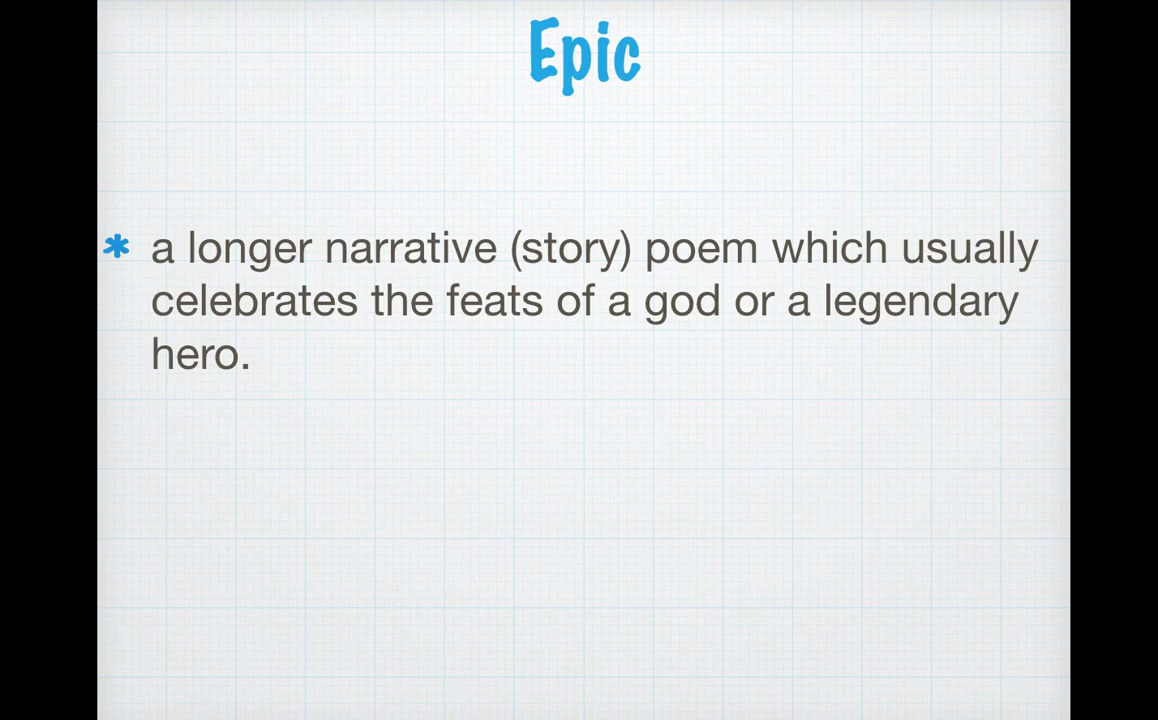 Epic
* a longer narrative (story) poem which usually
celebrates the feats of a god or a legendary
hero.